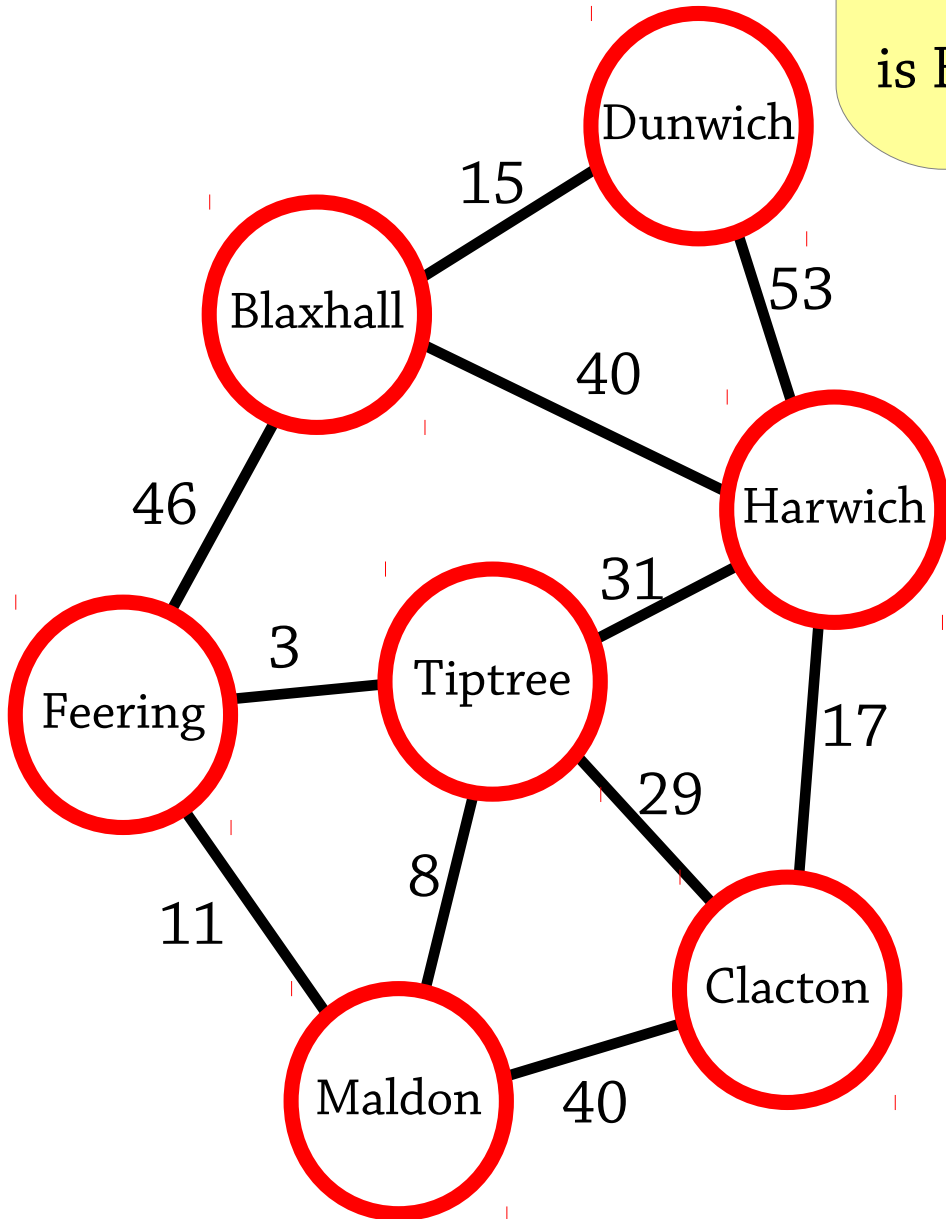 is
Dunwich
15
53
Blaxhall
40
46
Harwich
31
3
Tiptree
Feering
17
29
8
11
Clacton
Maldon
40